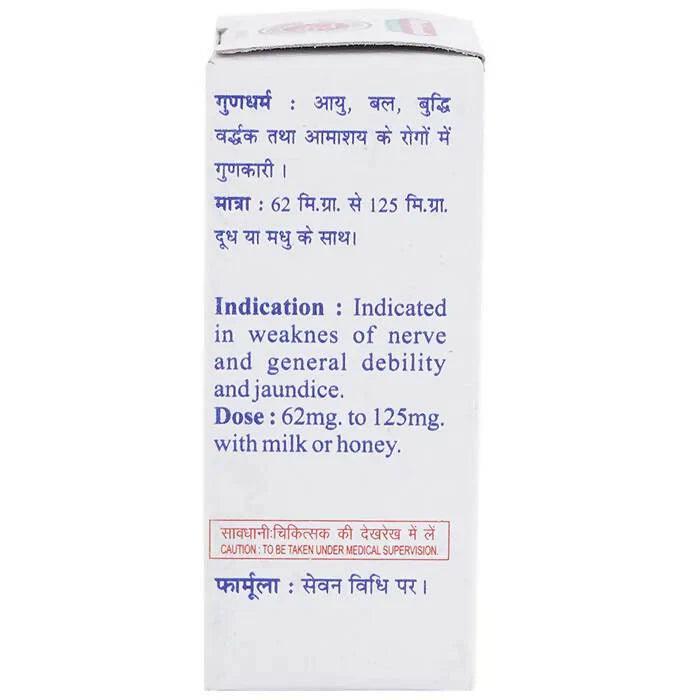 गुणधर्म : आयु, बल, बुद्धि
वर्द्धक तथा आमाशय के रोगों में
गुणकारी ।
मात्रा : 62 मि.ग्रा. से 125 मि.ग्रा.
दूध या मधु के साथ।
Indication : Indicated
in weaknes of nerve
and general debility
and jaundice.
Dose : 62mg. to 125mg.
with milk or honey.
सावधानी:चिकित्सक की देखरेख में लें
CAUTION : TO BE TAKEN UNDER MEDICAL SUPERVISION.
फार्मूला : सेवन विधि पर ।